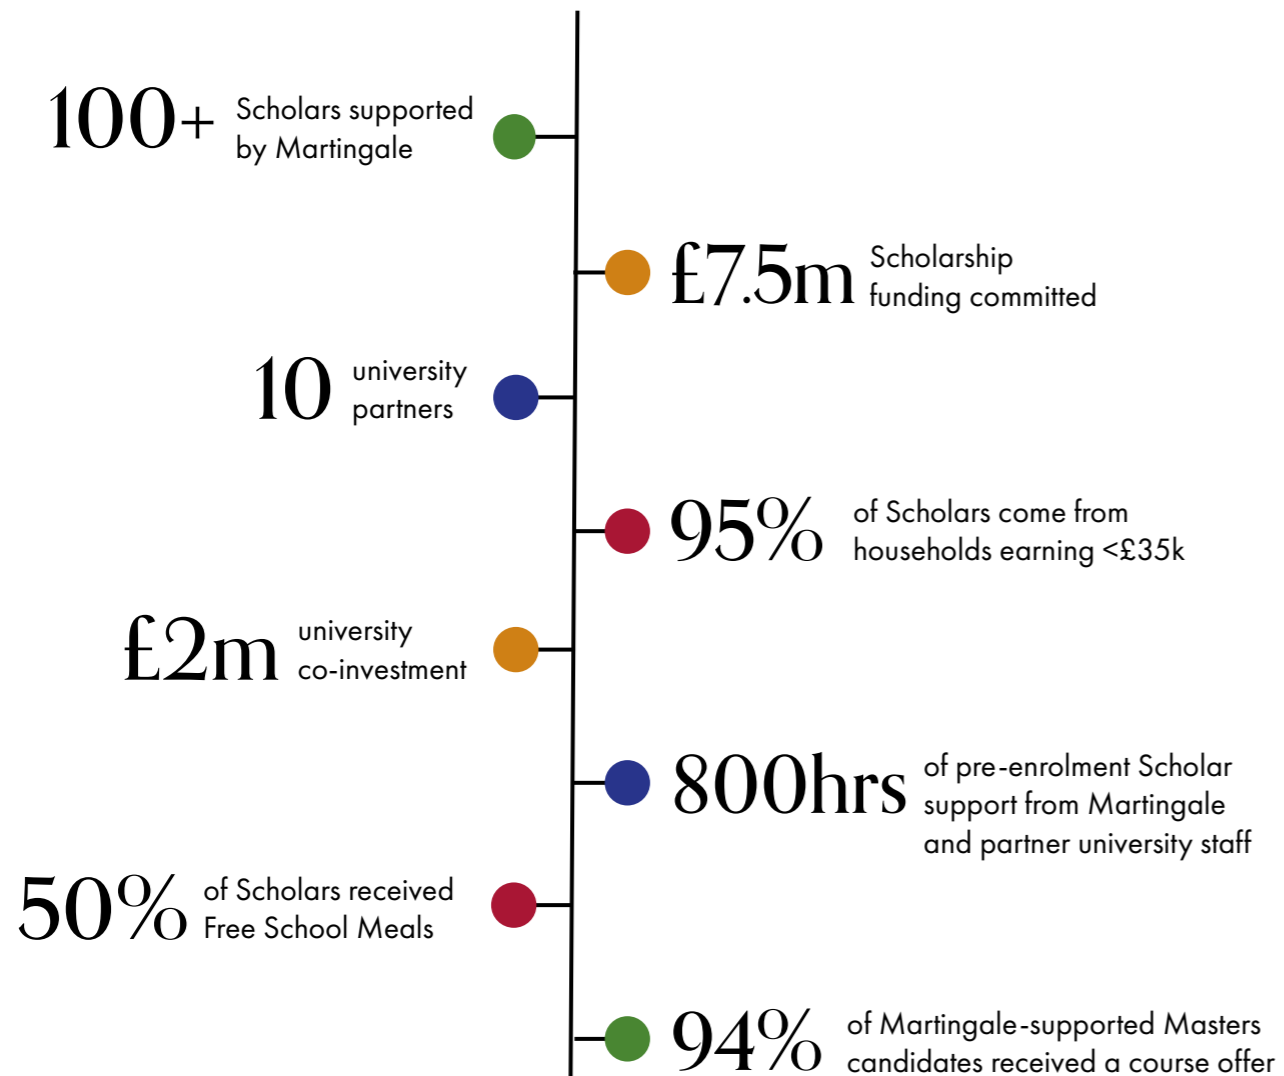 100+ Scholars supported
by Martingale
£7.5m Scholarship
funding committed
10 university
partners
95% of Scholars come from
households earning <£35k
£2m university
co-investment
800hrs of pre-enrolment Scholar
support from Martingale
and partner university staff
50% of Scholars received
Free School Meals
94% of Martingale-supported Masters
candidates received a course offer